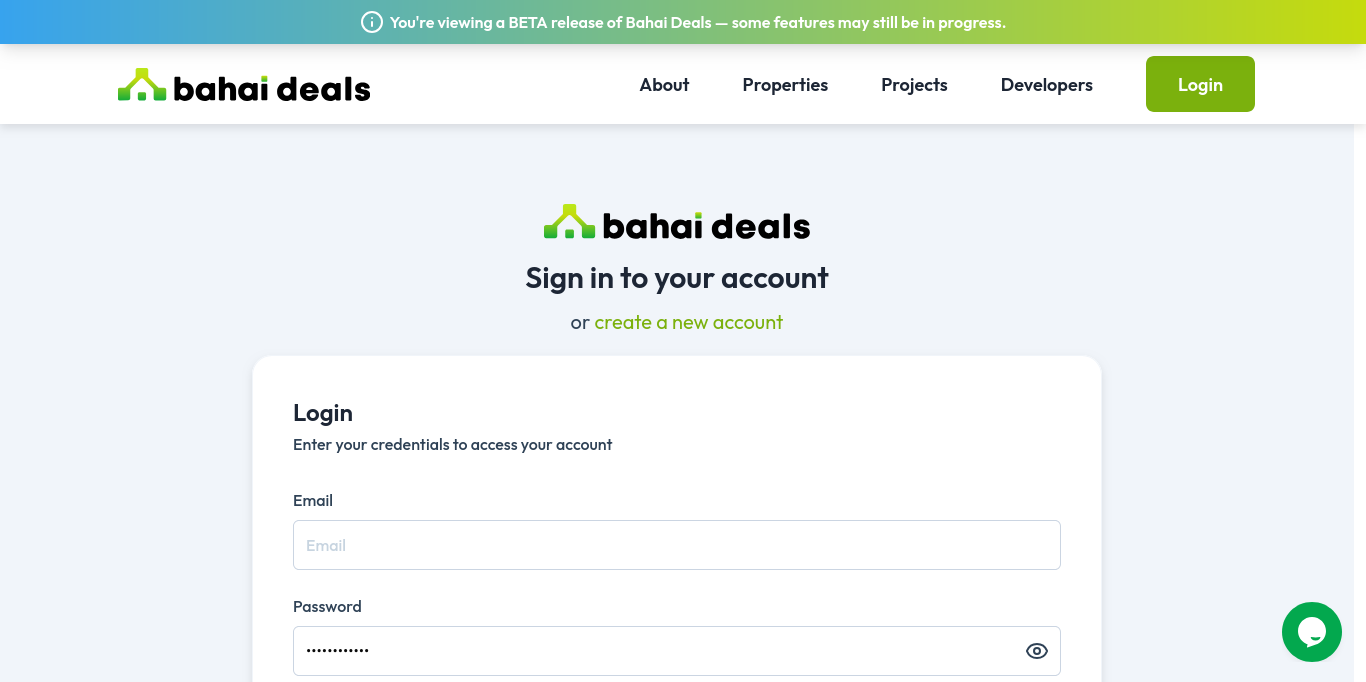 You're viewing a BETA release of Bahai Deals — some features may still be in progress.
bahai deals
About
Properties
Projects
Developers
Login
bahai deals
Sign in to your account
or create a new account
Login
Enter your credentials to access your account
Email
Email
Password
••••••••••••